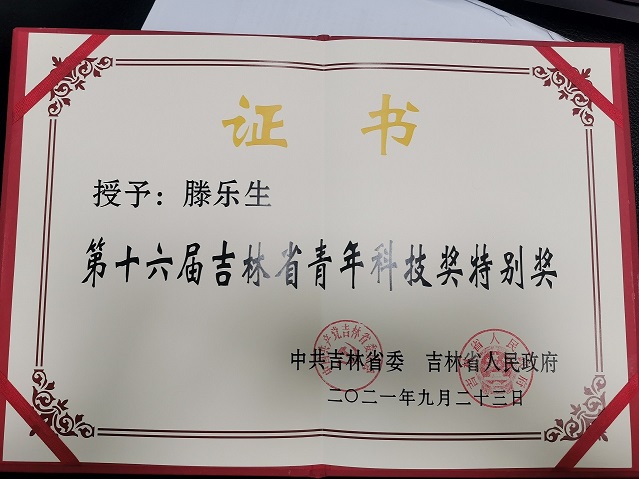 证书
授予：滕乐生
第十六届吉林省青年科技奖特别奖
中共吉林省委 吉林省人民政府
二〇二一年九月二十三日